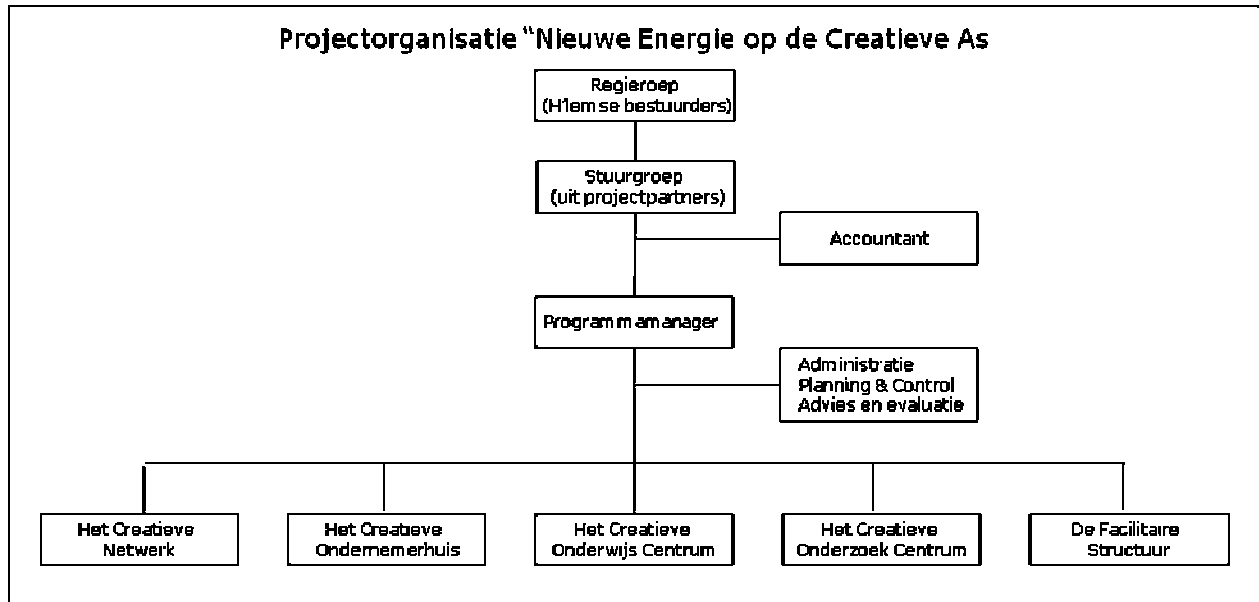 Projectorganisatie "Nieuwe Energie op de Creatieve As
Regieroep
(H'lemse bestuurders)
Stuurgroep
(uit projectpartners)
Accountant
Programmamanager
Administratie
Planning & Control
Advies en evaluatie
Het Creatieve
Netwerk
Het Creatieve
Ondernemerhuis
Het Creatieve
Onderwijs Centrum
Het Creatieve
Onderzoek Centrum
De Facilitaire
Structuur